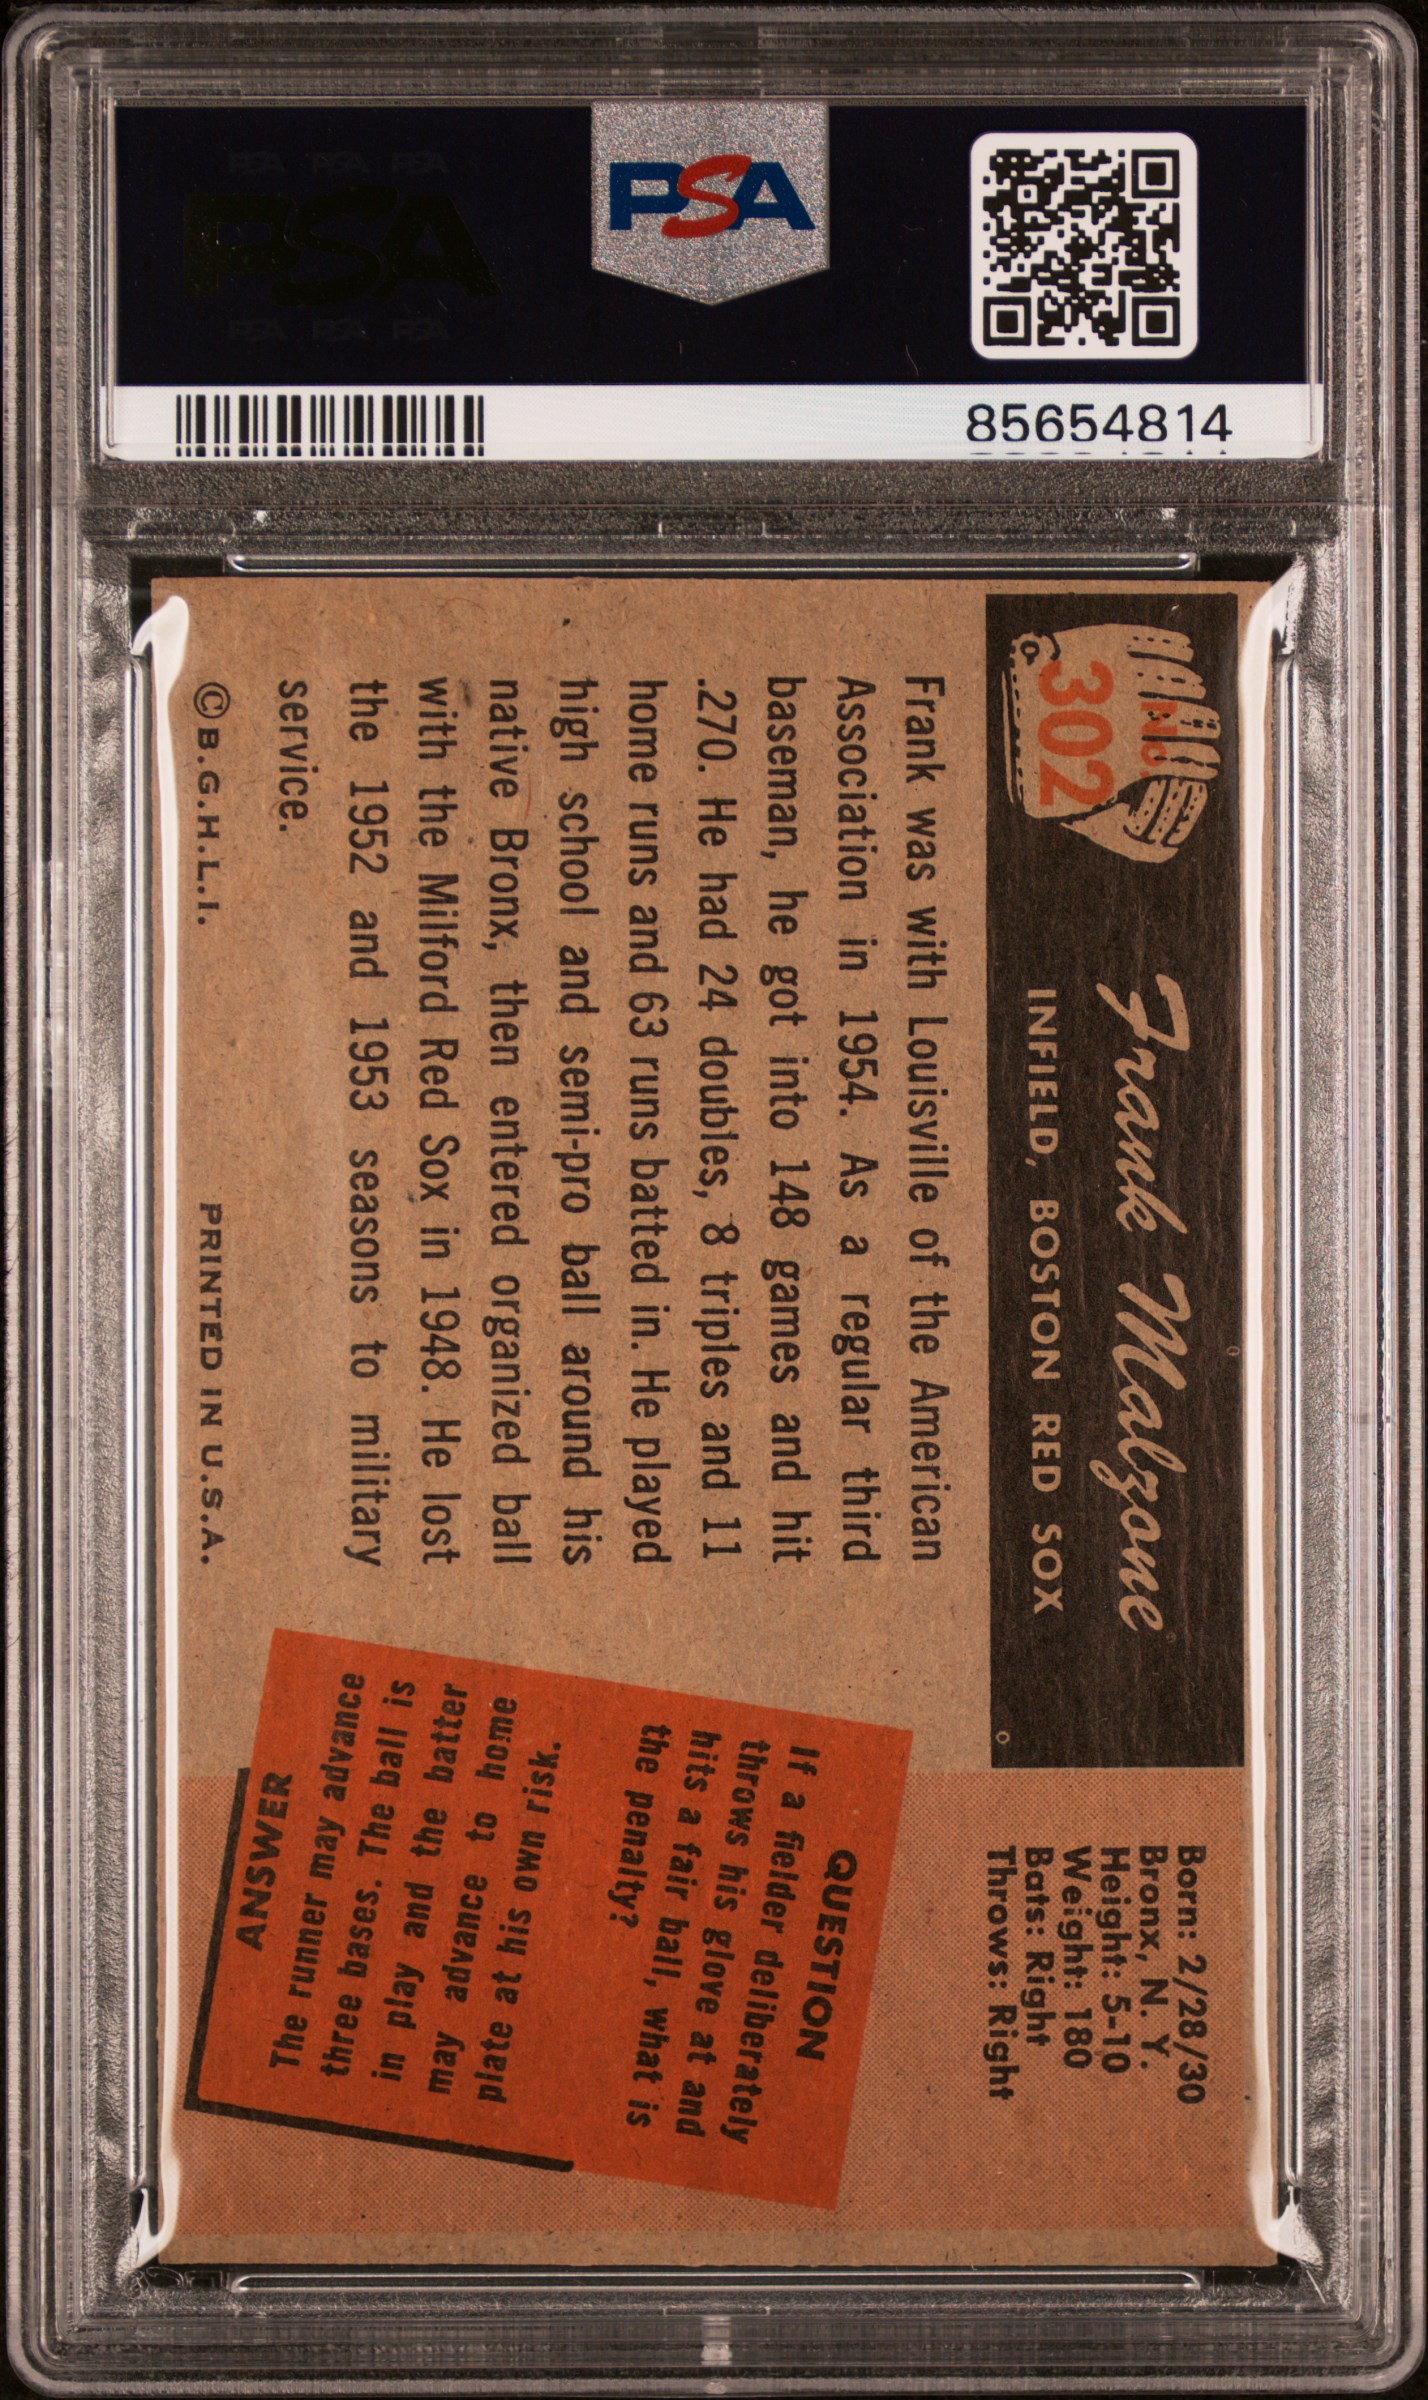 PSA PSA PSA
PSA
PSA PSA PSA
PSA
85654814
No.
302
Frank Malzone
INFIELD, BOSTON RED SOX
Born: 2/28/30
Bronx, N. Y.
Height: 5-10
Weight: 180
Bats: Right
Throws: Right
Frank was with Louisville of the American
Association in 1954. As a regular third
baseman, he got into 148 games and hit
.270. He had 24 doubles, 8 triples and 11
home runs and 63 runs batted in. He played
high school and semi-pro ball around his
native Bronx, then entered organized ball
with the Milford Red Sox in 1948. He lost
the 1952 and 1953 seasons to military
service.
© B.G.H.L.I.
PRINTED IN U.S.A.
QUESTION
If a fielder deliberately
throws his glove at and
hits a fair ball, what is
the penalty?
ANSWER
The runner may advance
three bases. The ball is
in play and the batter
may advance to home
plate at his own risk.